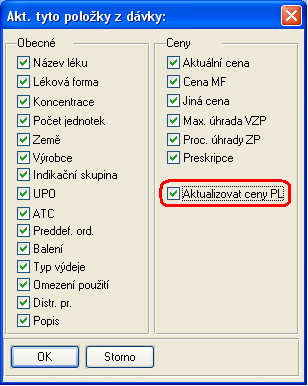 Akt. tyto položky z dávky:
Obecné
Název léku
Léková forma
Koncentrace
Počet jednotek
Země
Výrobce
Indikační skupina
UPO
ATC
Preddef. ord.
Balení
Typ výdeje
Omezení použití
Distr. pr.
Popis
Ceny
Aktuální cena
Cena MF
Jiná cena
Max. úhrada VZP
Proc. úhrady ZP
Preskripce
Aktualizovat ceny PL
OK
Storno